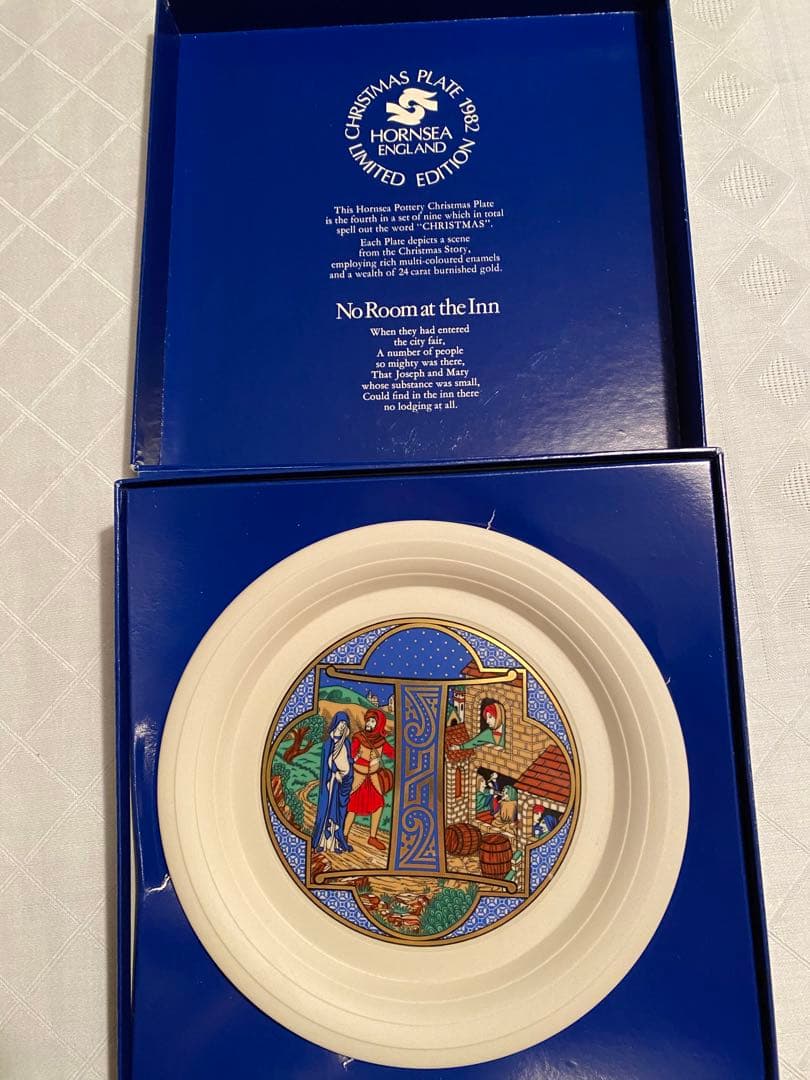 CHRISTMAS PLATE 1982
HORNSEA
ENGLAND
LIMITED EDITION
This Hornsea Pottery Christmas Plate
is the fourth in a set of nine which in total
spell out the word "CHRISTMAS".
Each Plate depicts a scene
from the Christmas Story,
employing rich multi-coloured enamels
and a wealth of 24 carat burnished gold.
No Room at the Inn
When they had entered
the city fair,
A number of people
so mighty was there,
That Joseph and Mary
whose substance was small,
Could find in the inn there
no lodging at all.
I